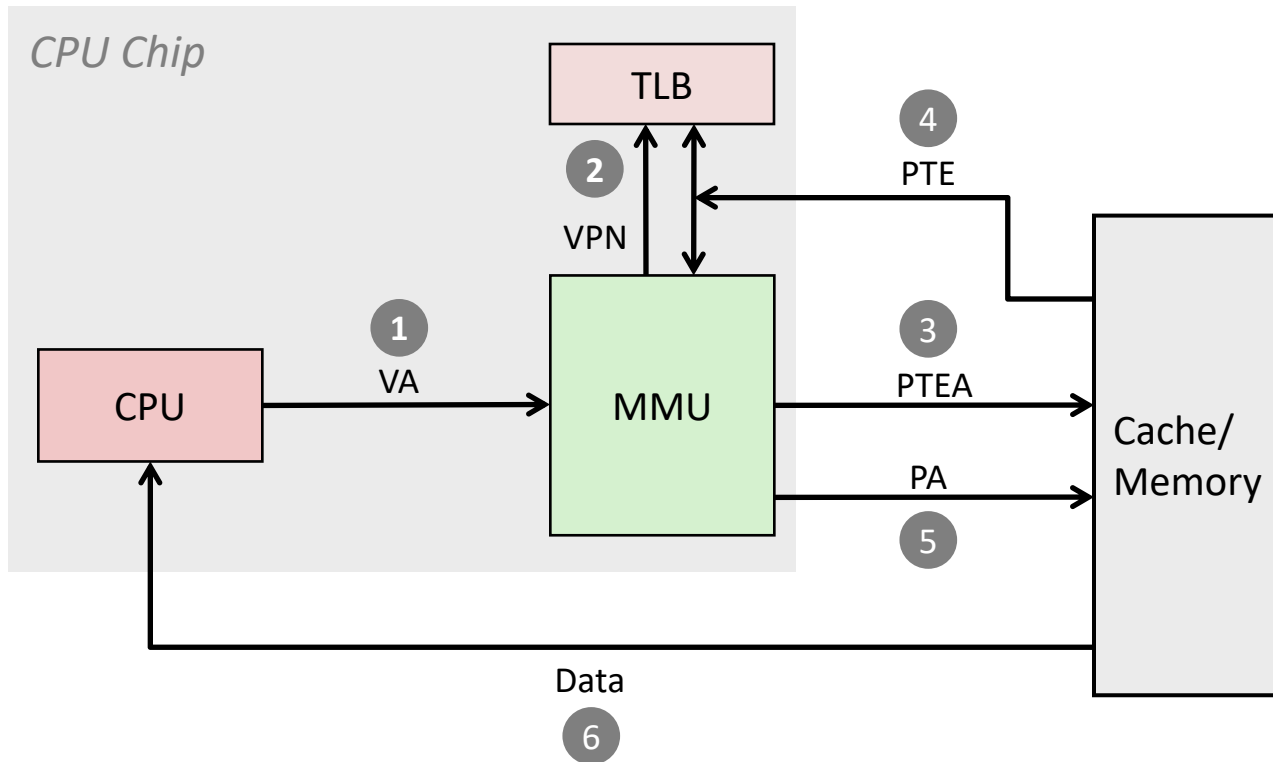 CPU Chip
TLB
4
PTE
2
VPN
1
VA
3
PTEA
CPU
MMU
Cache/
Memory
PA
5
Data
6